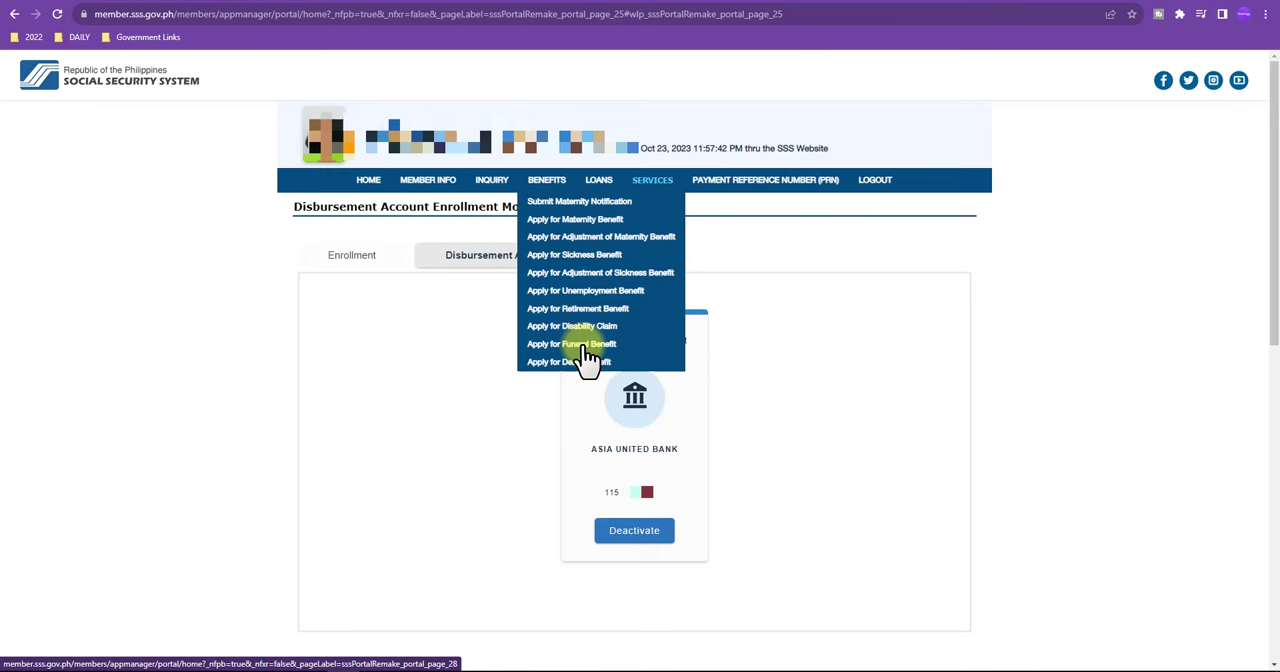 member.sss.gov.ph/members/appmanager/portal/home?_nfpb=true&_nfxr=false&_pageLabel=sssPortalRemake_portal_page_25#wlp_sssPortalRemake_portal_page_25
2022 DAILY Government Links
Republic of the Philippines
SOCIAL SECURITY SYSTEM
Oct 23, 2023 11:57:42 PM thru the SSS Website
HOME MEMBER INFO INQUIRY BENEFITS LOANS SERVICES PAYMENT REFERENCE NUMBER (PRN) LOGOUT
Disbursement Account Enrollment
Submit Maternity Notification
Apply for Maternity Benefit
Apply for Adjustment of Maternity Benefit
Enrollment Disbursement
Apply for Sickness Benefit
Apply for Adjustment of Sickness Benefit
Apply for Unemployment Benefit
Apply for Retirement Benefit
Apply for Disability Claim
Apply for Funeral Benefit
Apply for
ASIA UNITED BANK
115
Deactivate
member.sss.gov.ph/members/appmanager/portal/home?_nfpb=true&_nfxr=false&_pageLabel=sssPortalRemake_portal_page_28